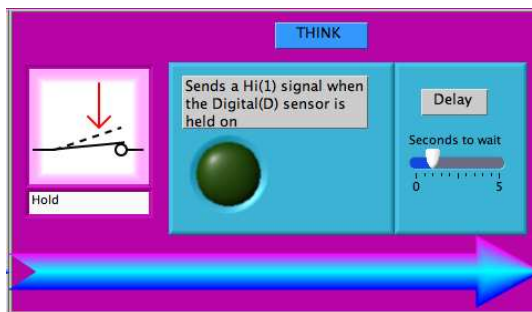 THINK
Sends a Hi(1) signal when
the Digital(D) sensor is
held on
Delay
Seconds to wait
0 5
Hold